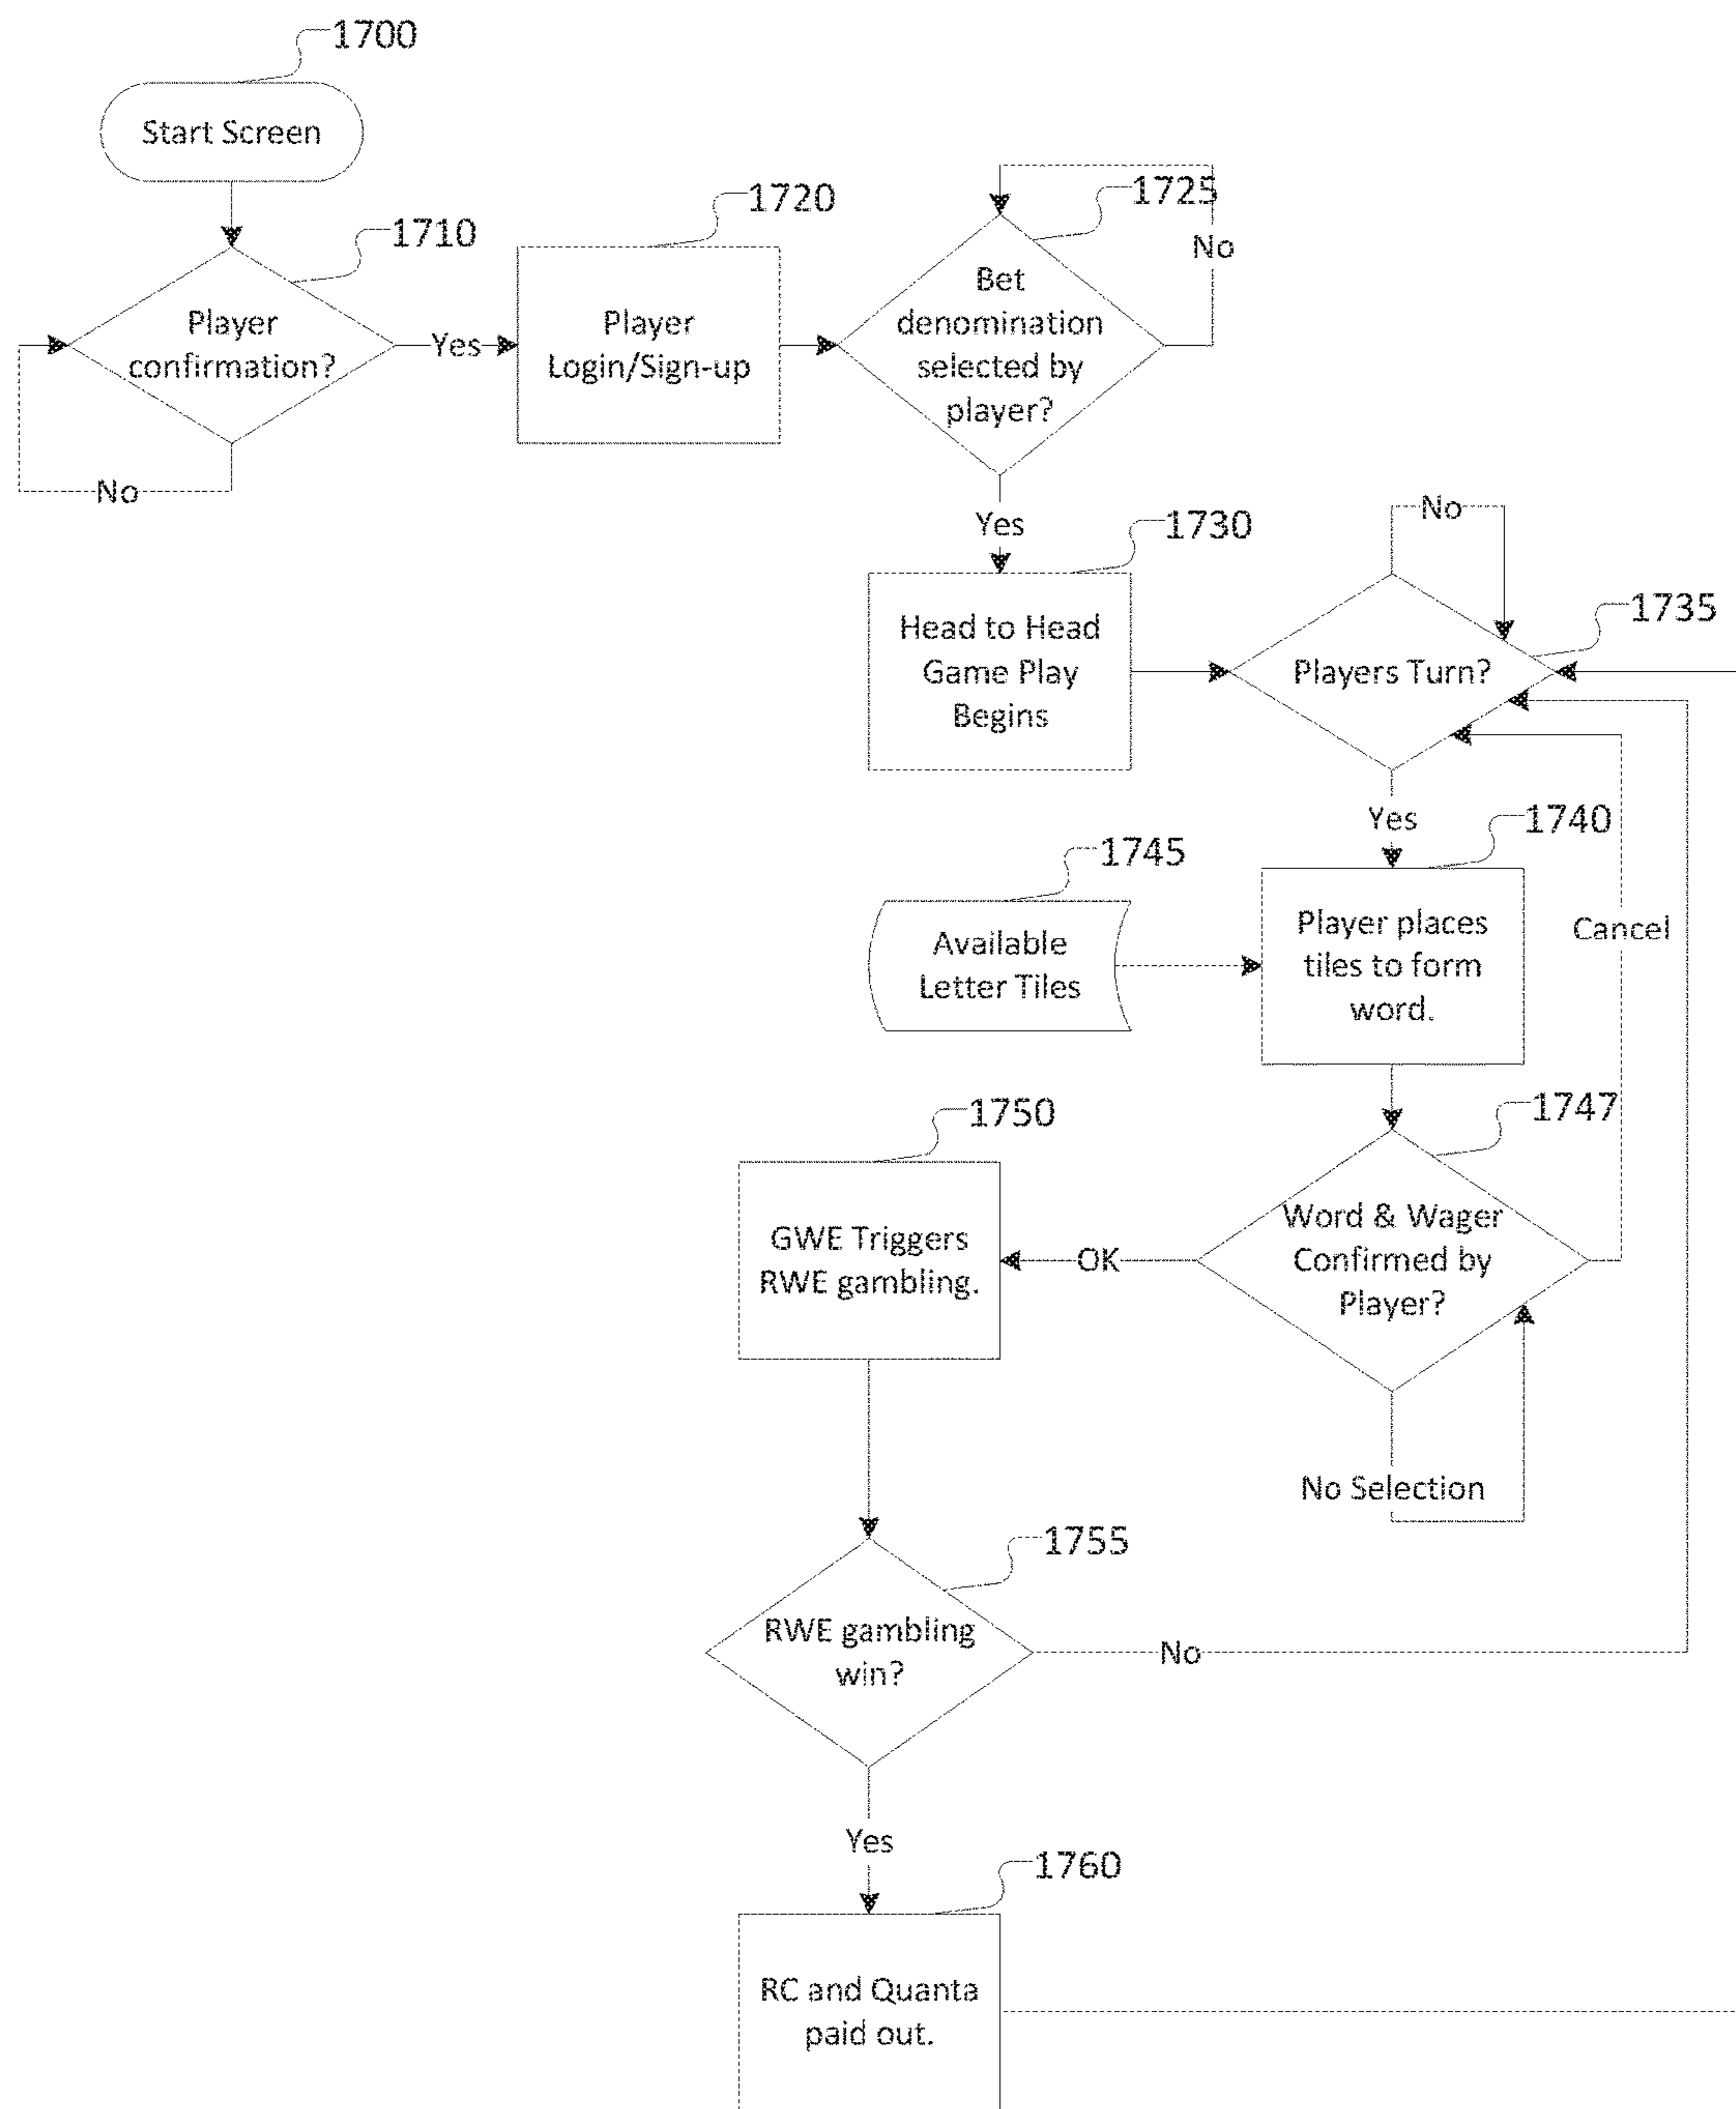 1700
Start Screen
1710
Player
confirmation?
No
Yes
1720
Player
Login/Sign-up
1725
Bet
denomination
selected by
player?
No
Yes
1730
Head to Head
Game Play
Begins
No
1735
Players Turn?
Yes
1740
1745
Available
Letter Tiles
Player places
tiles to form
word.
Cancel
1747
Word & Wager
Confirmed by
Player?
OK
No Selection
1750
GWE Triggers
RWE gambling.
1755
RWE gambling
win?
No
Yes
1760
RC and Quanta
paid out.